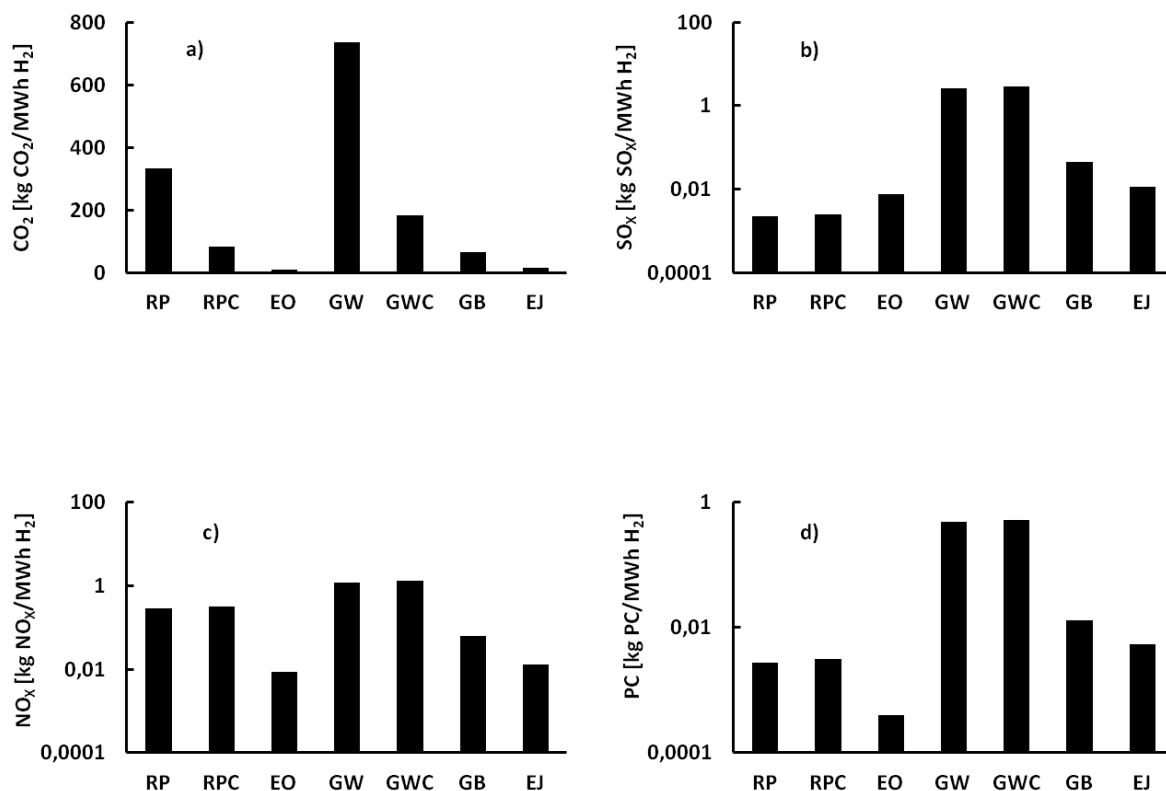 a)
CO₂ [kg CO₂/MWh H₂]
800
600
400
200
0
RP RPC EO GW GWC GB EJ
b)
SOₓ [kg SOₓ/MWh H₂]
100
1
0,01
0,0001
RP RPC EO GW GWC GB EJ
c)
NOₓ [kg NOₓ/MWh H₂]
100
1
0,01
0,0001
RP RPC EO GW GWC GB EJ
d)
PC [kg PC/MWh H₂]
1
0,01
0,0001
RP RPC EO GW GWC GB EJ